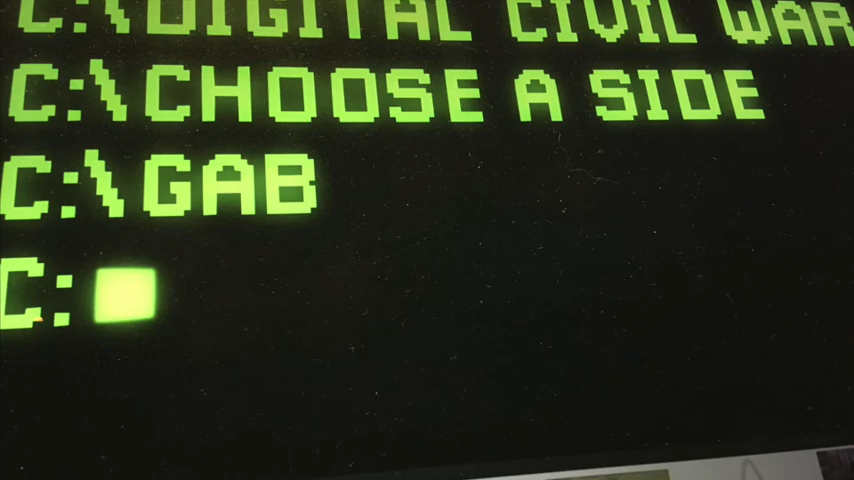 C:\DIGITAL CIVIL WAR
C:\CHOOSE A SIDE
C:\GAB
C: